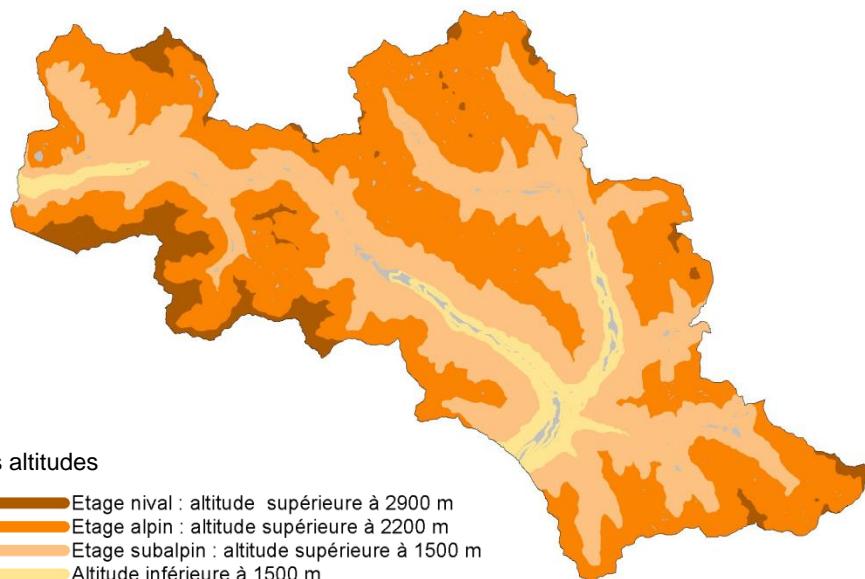 s altitudes
Etage nival : altitude supérieure à 2900 m
Etage alpin : altitude supérieure à 2200 m
Etage subalpin : altitude supérieure à 1500 m
Altitude inférieure à 1500 m